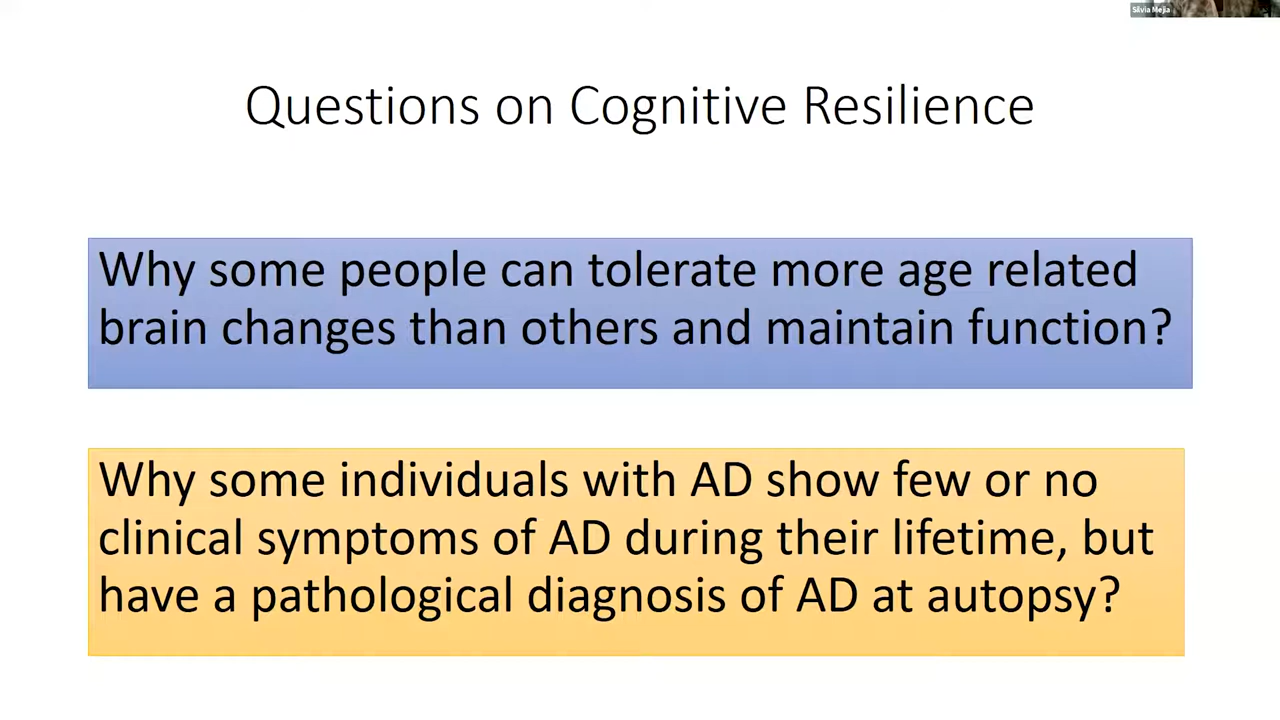 Silvia Mejia
Questions on Cognitive Resilience
Why some people can tolerate more age related
brain changes than others and maintain function?
Why some individuals with AD show few or no
clinical symptoms of AD during their lifetime, but
have a pathological diagnosis of AD at autopsy?